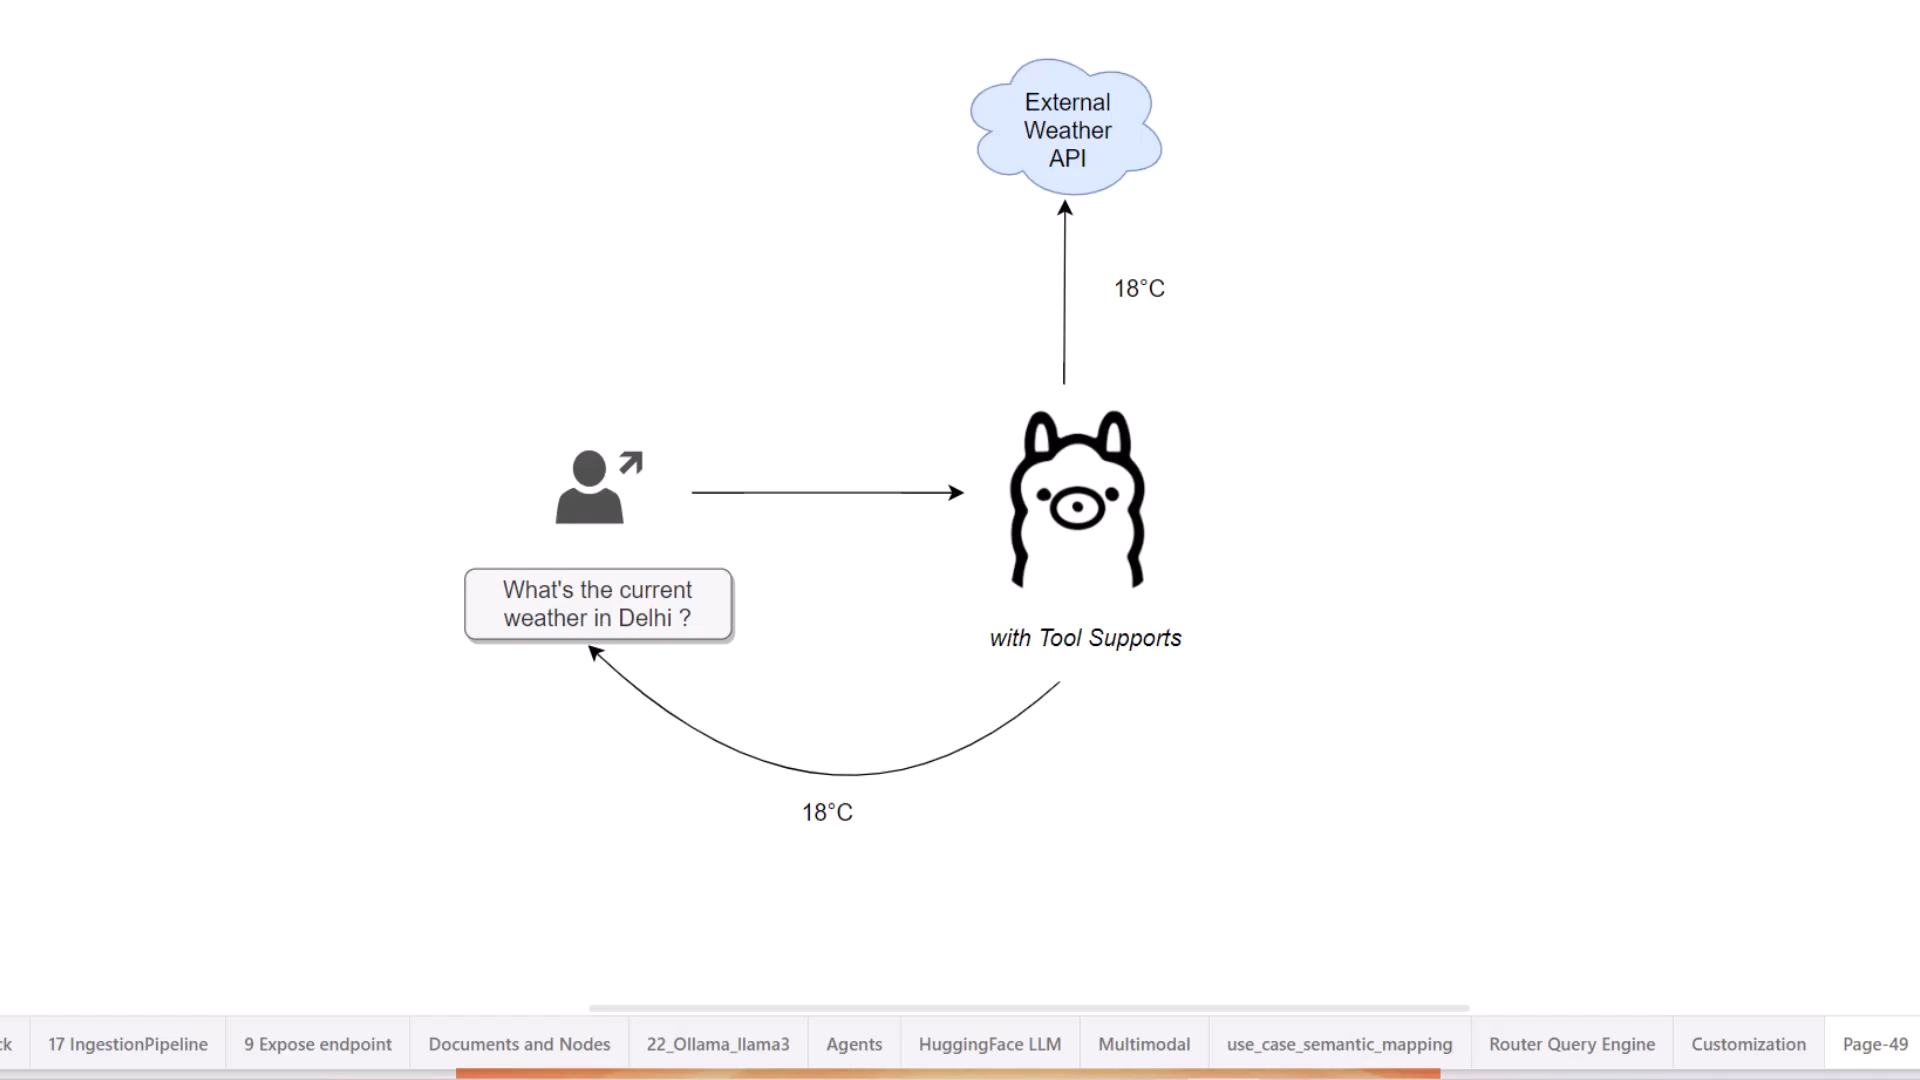 External
Weather
API
18°C
What's the current
weather in Delhi ?
with Tool Supports
18°C
ck
17 IngestionPipeline
9 Expose endpoint
Documents and Nodes
22_Ollama_llama3
Agents
HuggingFace LLM
Multimodal
use_case_semantic_mapping
Router Query Engine
Customization
Page-49